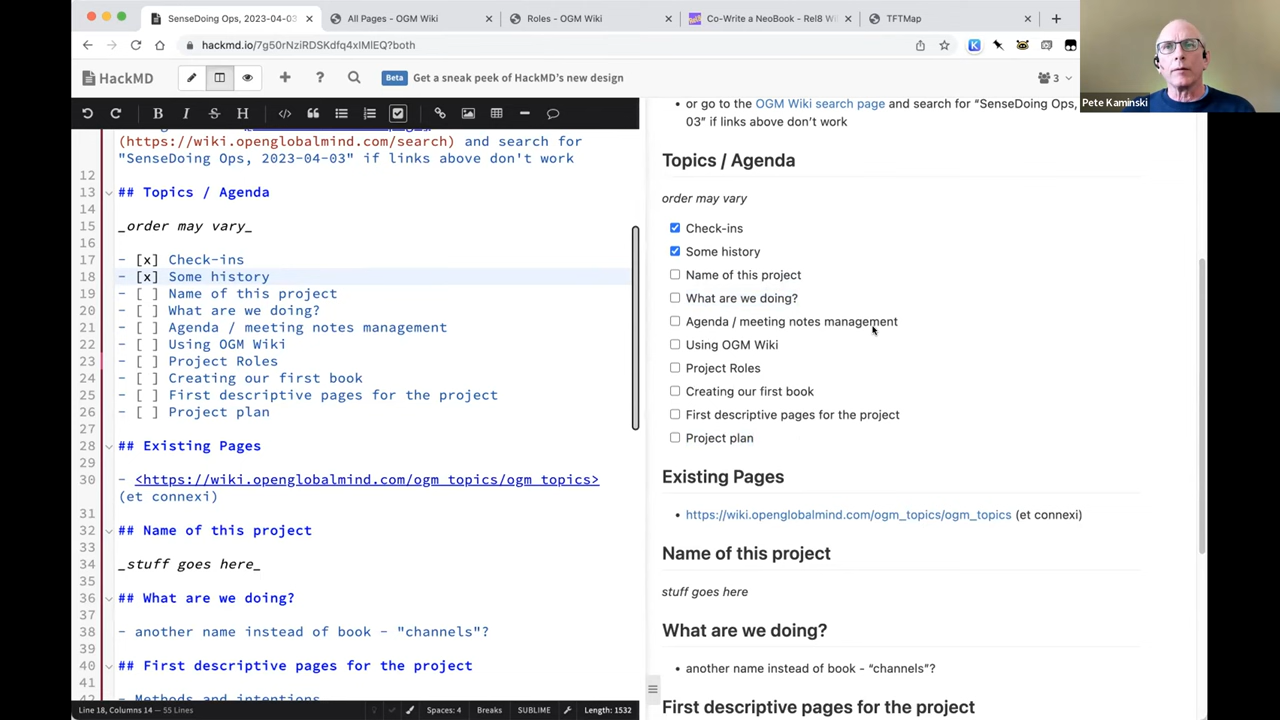 SenseDoing Ops, 2023-04-03
All Pages - OGM Wiki
Roles - OGM Wiki
Co-Write a NeoBook - Rel8 W
TFTMap
hackmd.io/7g50rNziRDSKdfq4xIMlEQ?both
HackMD
Beta
Get a sneak peek of HackMD's new design
3
Pete Kaminski
(https://wiki.openglobalmind.com/search) and search for
"SenseDoing Ops, 2023-04-03" if links above don't work
12
13 ## Topics / Agenda
14
15 _order may vary_
16
17 - [x] Check-ins
18 - [x] Some history
19 - [ ] Name of this project
20 - [ ] What are we doing?
21 - [ ] Agenda / meeting notes management
22 - [ ] Using OGM Wiki
23 - [ ] Project Roles
24 - [ ] Creating our first book
25 - [ ] First descriptive pages for the project
26 - [ ] Project plan
27
28 ## Existing Pages
29
30 - <https://wiki.openglobalmind.com/ogm_topics/ogm_topics>
(et connexi)
31
32 ## Name of this project
33
34 _stuff goes here_
35
36 ## What are we doing?
37
38 - another name instead of book - "channels"?
39
40 ## First descriptive pages for the project
41
42 - Methods and intentions
Line 18, Columns 14 — 55 Lines
Spaces: 4
Breaks
SUBLIME
Length: 1532
• or go to the OGM Wiki search page and search for “SenseDoing Ops,
03” if links above don’t work
Topics / Agenda
order may vary
Check-ins
Some history
Name of this project
What are we doing?
Agenda / meeting notes management
Using OGM Wiki
Project Roles
Creating our first book
First descriptive pages for the project
Project plan
Existing Pages
• https://wiki.openglobalmind.com/ogm_topics/ogm_topics (et connexi)
Name of this project
stuff goes here
What are we doing?
• another name instead of book - “channels”?
First descriptive pages for the project